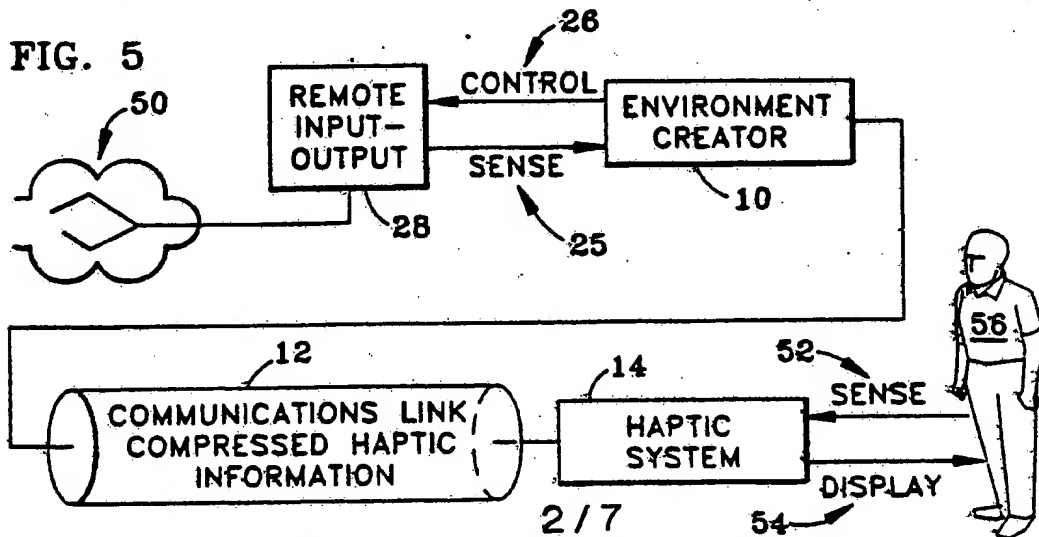 FIG. 5
50
REMOTE
INPUT-
OUTPUT
28
26
CONTROL
SENSE
25
ENVIRONMENT
CREATOR
10
12
COMMUNICATIONS LINK
COMPRESSED HAPTIC
INFORMATION
14
HAPTIC
SYSTEM
52
SENSE
DISPLAY
54
56
2/7